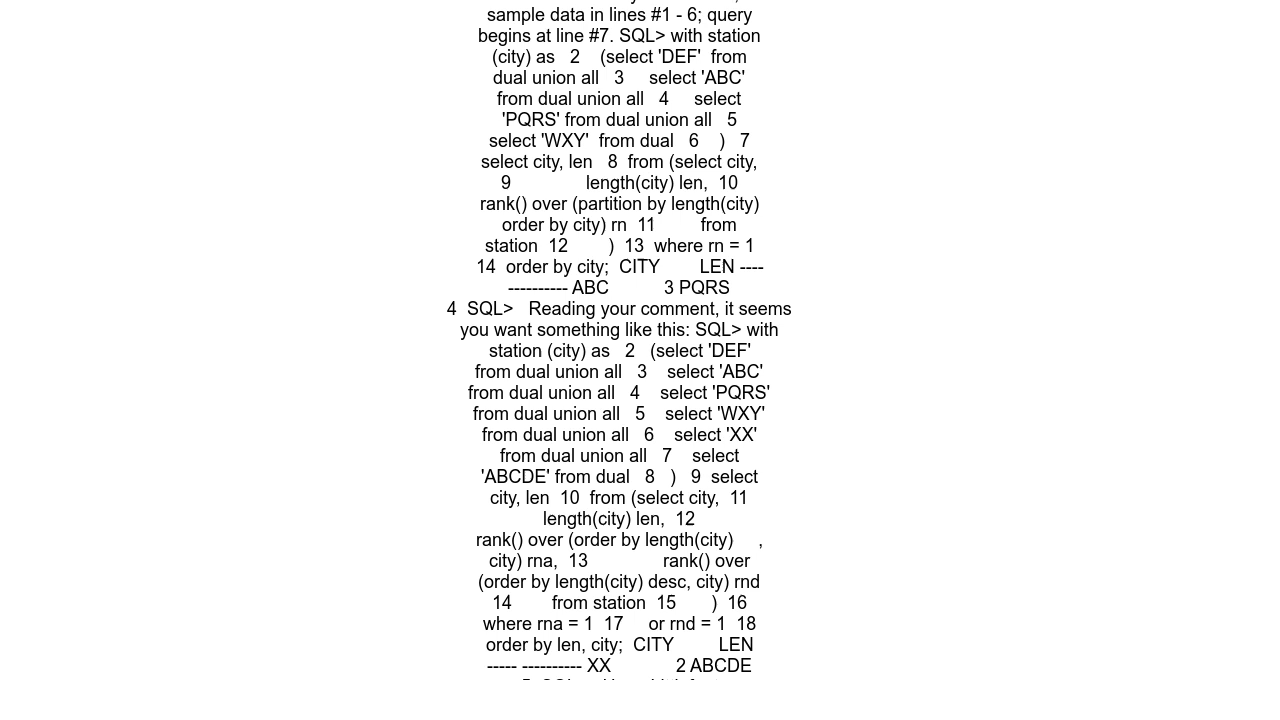 sample data in lines #1 - 6; query
begins at line #7. SQL> with station
(city) as   2    (select 'DEF'  from
dual union all   3     select 'ABC'
from dual union all   4     select
'PQRS' from dual union all   5
select 'WXY'  from dual   6    )   7
select city, len   8  from (select city,
9               length(city) len,  10
rank() over (partition by length(city)
order by city) rn  11         from
station  12        )  13  where rn = 1
14  order by city;  CITY        LEN ----
---------- ABC           3 PQRS
4  SQL>   Reading your comment, it seems
you want something like this: SQL> with
station (city) as   2   (select 'DEF'
from dual union all   3    select 'ABC'
from dual union all   4    select 'PQRS'
from dual union all   5    select 'WXY'
from dual union all   6    select 'XX'
from dual union all   7    select
'ABCDE' from dual   8   )   9  select
city, len  10  from (select city,  11
length(city) len,  12
rank() over (order by length(city)     ,
city) rna,  13               rank() over
(order by length(city) desc, city) rnd
14        from station  15       )  16
where rna = 1  17     or rnd = 1  18
order by len, city;  CITY         LEN
----- ---------- XX             2 ABCDE